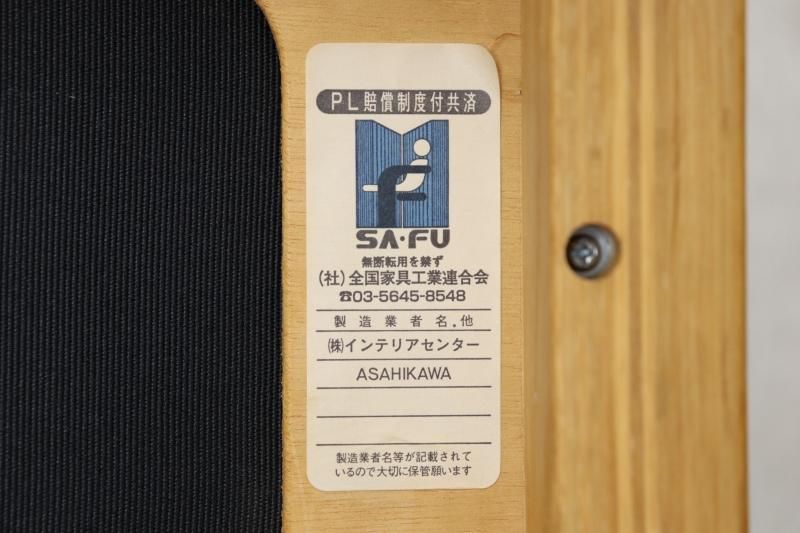 PL賠償制度付共済
SA・FU
無断転用を禁ず
(社)全国家具工業連合会
☎03-5645-8548
製造業者名.他
(株)インテリアセンター
ASAHIKAWA
製造業者名等が記載されて
いるので大切に保管願います